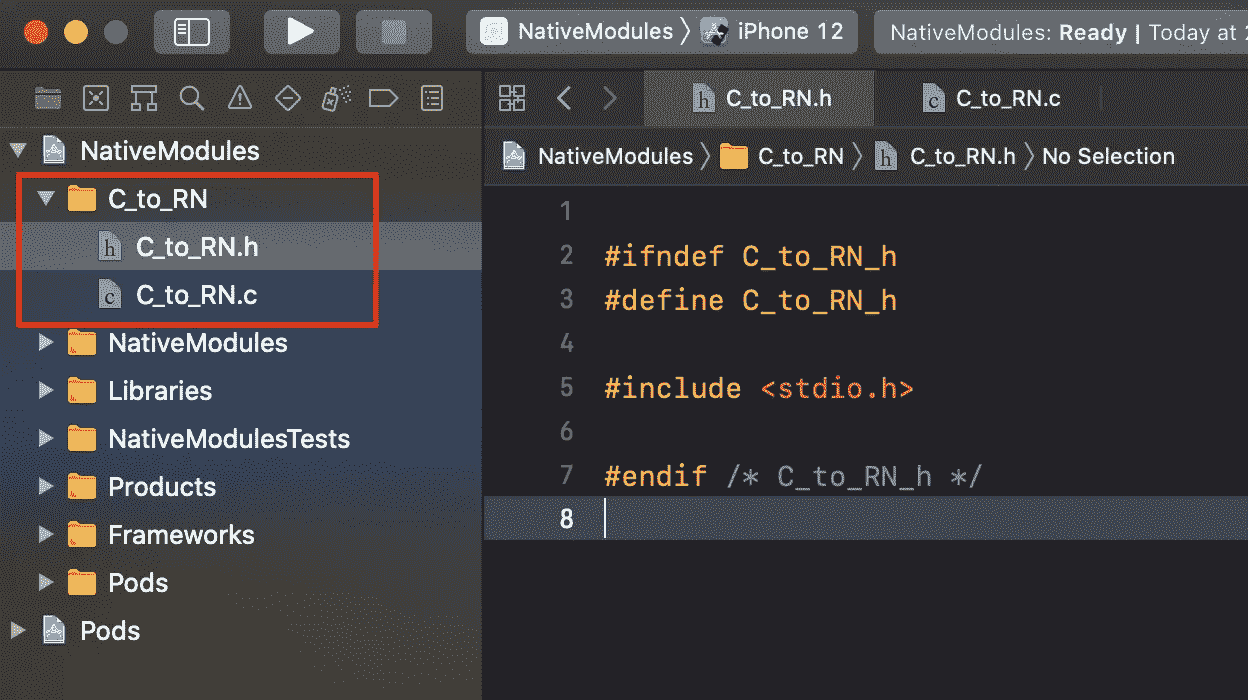 NativeModules 〉 iPhone 12
NativeModules: Ready | Today at 2
C_to_RN.h
C_to_RN.c
NativeModules 〉 C_to_RN 〉 h C_to_RN.h 〉 No Selection
NativeModules
C_to_RN
h C_to_RN.h
c C_to_RN.c
NativeModules
Libraries
NativeModulesTests
Products
Frameworks
Pods
Pods
1
2 #ifndef C_to_RN_h
3 #define C_to_RN_h
4
5 #include <stdio.h>
6
7 #endif /* C_to_RN_h */
8